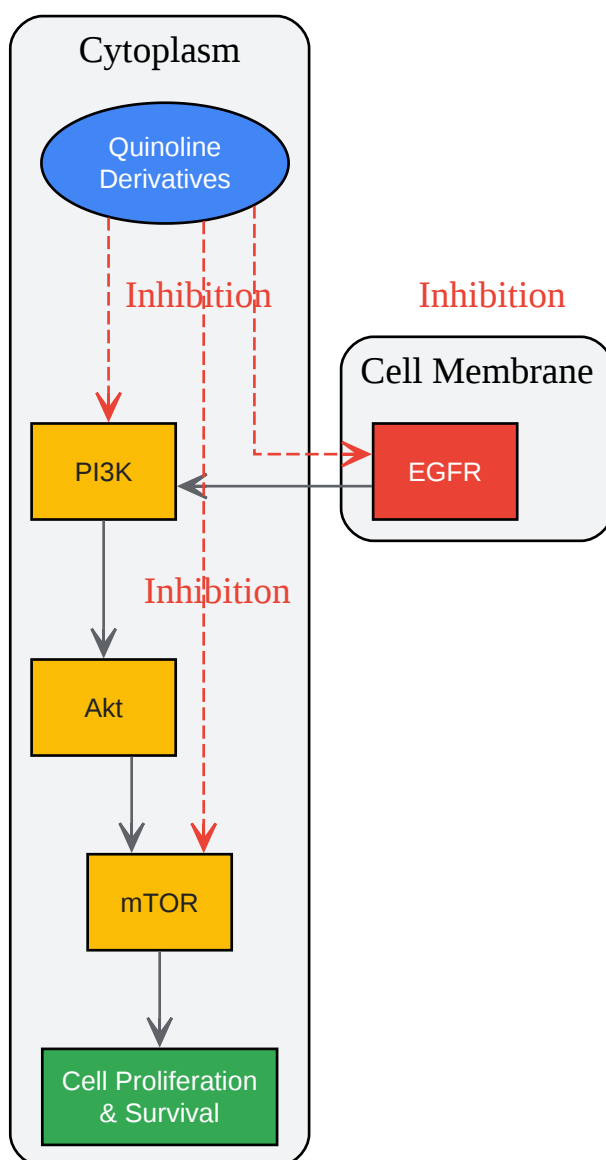 Cytoplasm
Quinoline
Derivatives
Inhibition
Inhibition
Cell Membrane
PI3K
EGFR
Inhibition
Akt
mTOR
Cell Proliferation
& Survival